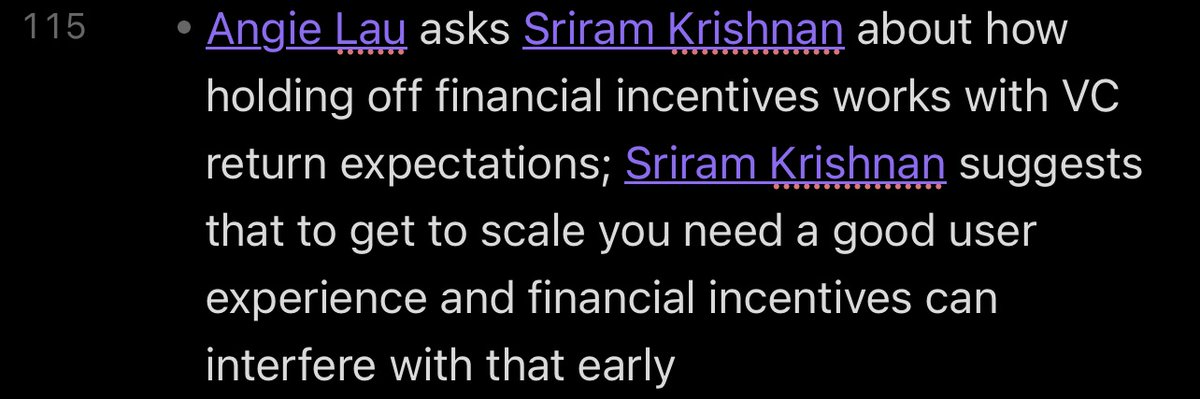 115 • Angie Lau asks Sriram Krishnan about how
holding off financial incentives works with VC
return expectations; Sriram Krishnan suggests
that to get to scale you need a good user
experience and financial incentives can
interfere with that early